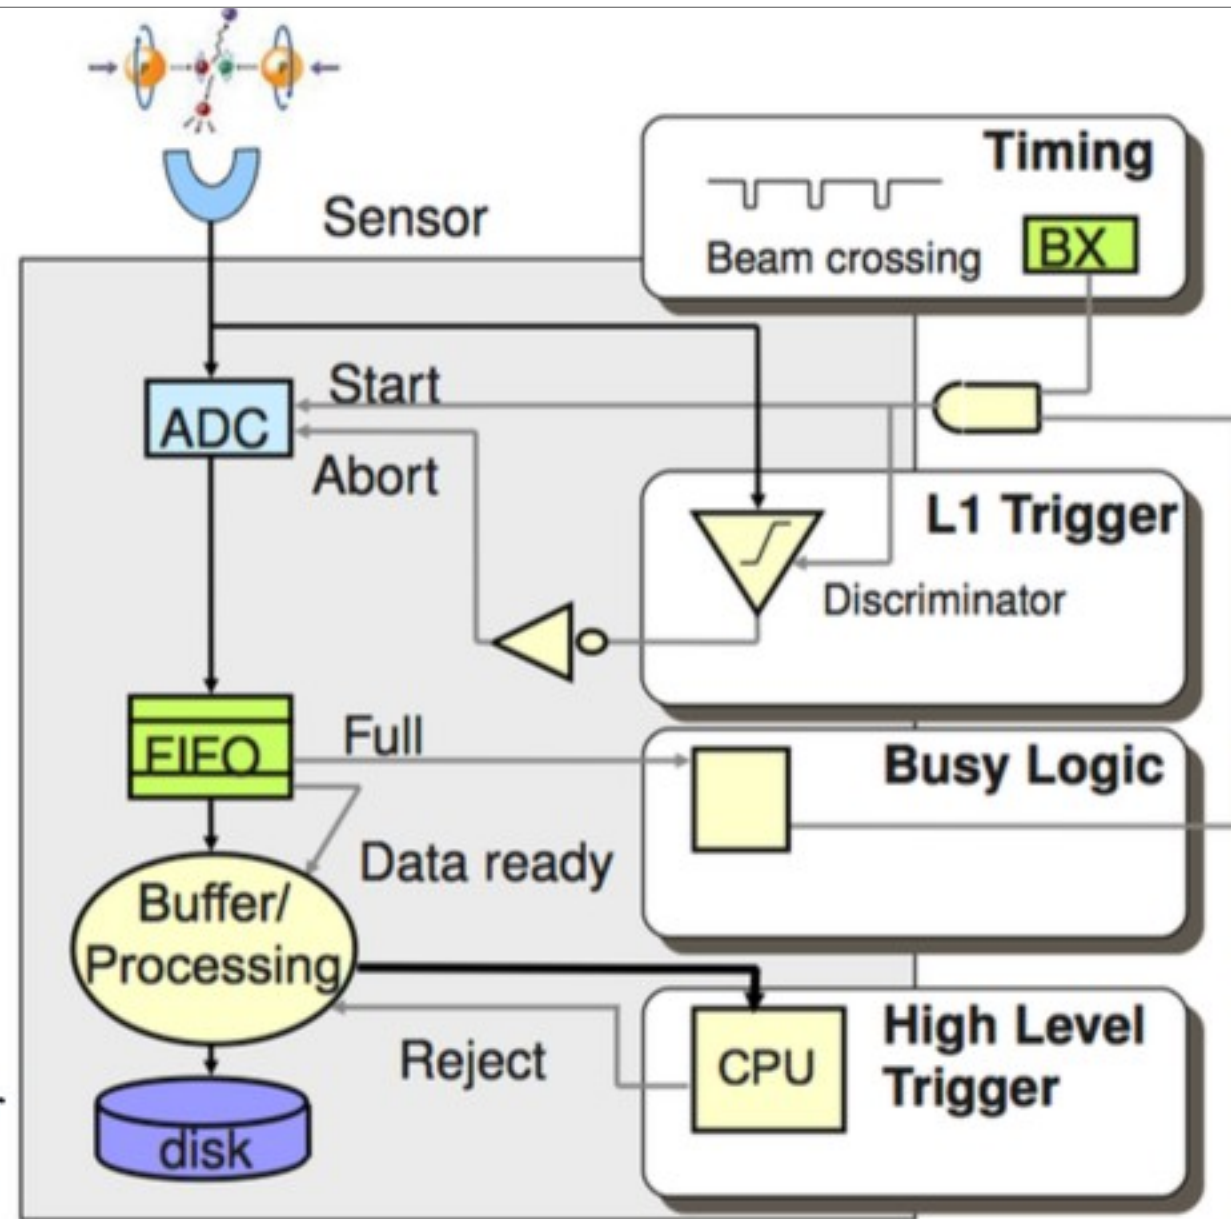 Timing
Sensor
Beam crossing
BX
Start
ADC
Abort
L1 Trigger
Discriminator
FIFO
Full
Busy Logic
Data ready
Buffer/
Processing
High Level
Trigger
CPU
Reject
disk